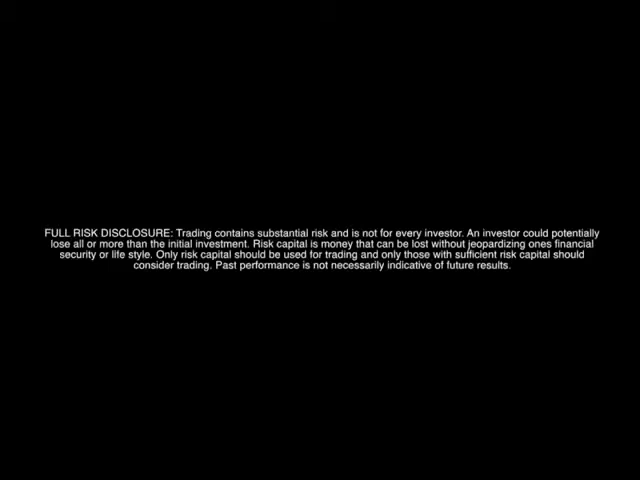 FULL RISK DISCLOSURE: Trading contains substantial risk and is not for every investor. An investor could potentially
lose all or more than the initial investment. Risk capital is money that can be lost without jeopardizing ones financial
security or life style. Only risk capital should be used for trading and only those with sufficient risk capital should
consider trading. Past performance is not necessarily indicative of future results.